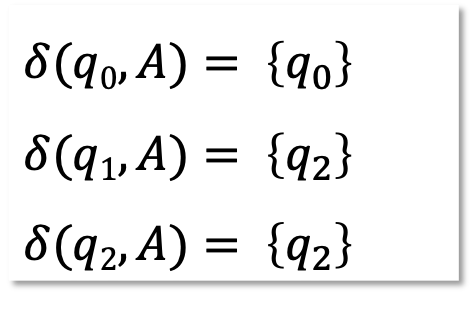 δ(q₀, A) = {q₀}
δ(q₁, A) = {q₂}
δ(q₂, A) = {q₂}